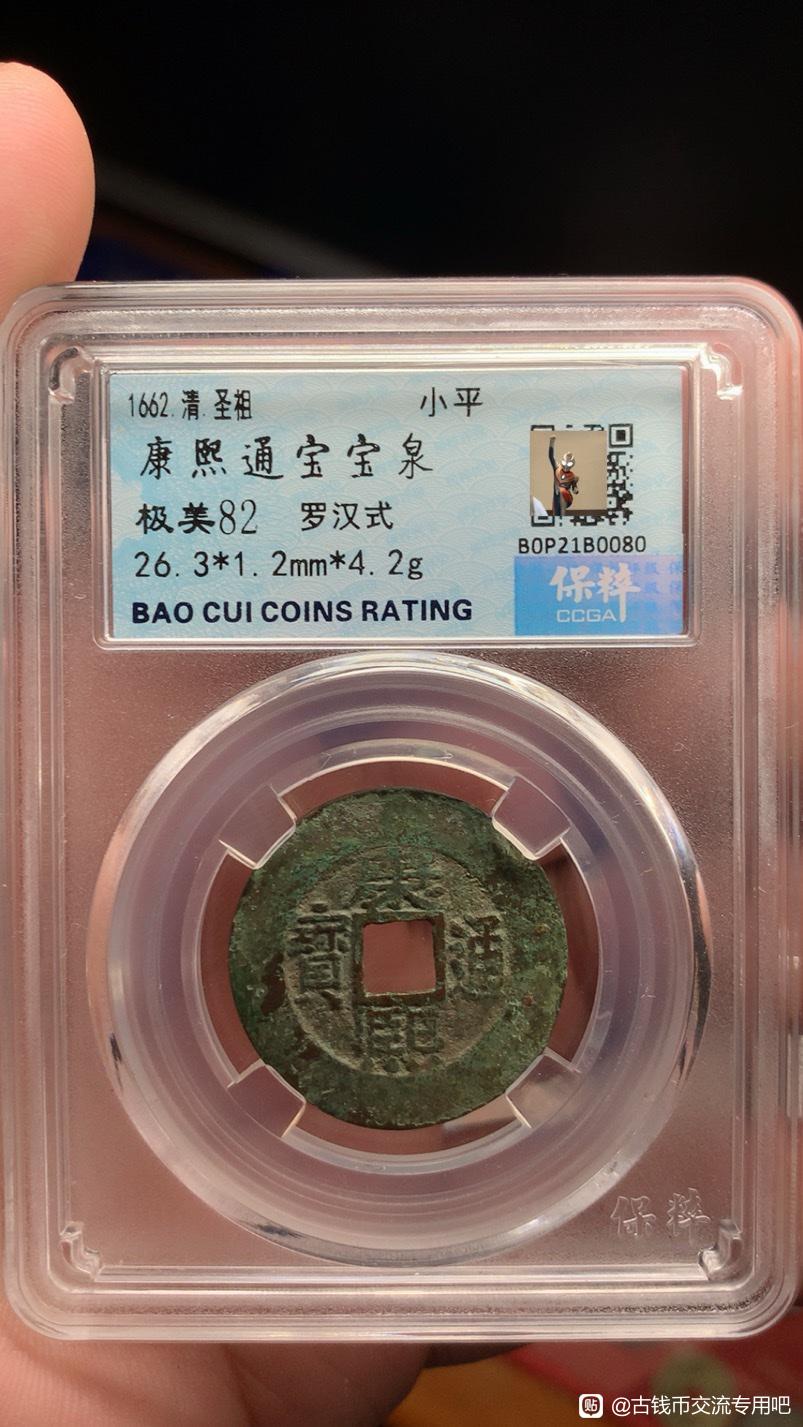 1662.清.圣祖 小平
康熙通宝宝泉
极美82 罗汉式
26.3*1.2mm*4.2g
BAO CUI COINS RATING
BOP21B0080
保粹
CCGA
康
寶 通
熙
保粹
贴 @古钱币交流专用吧